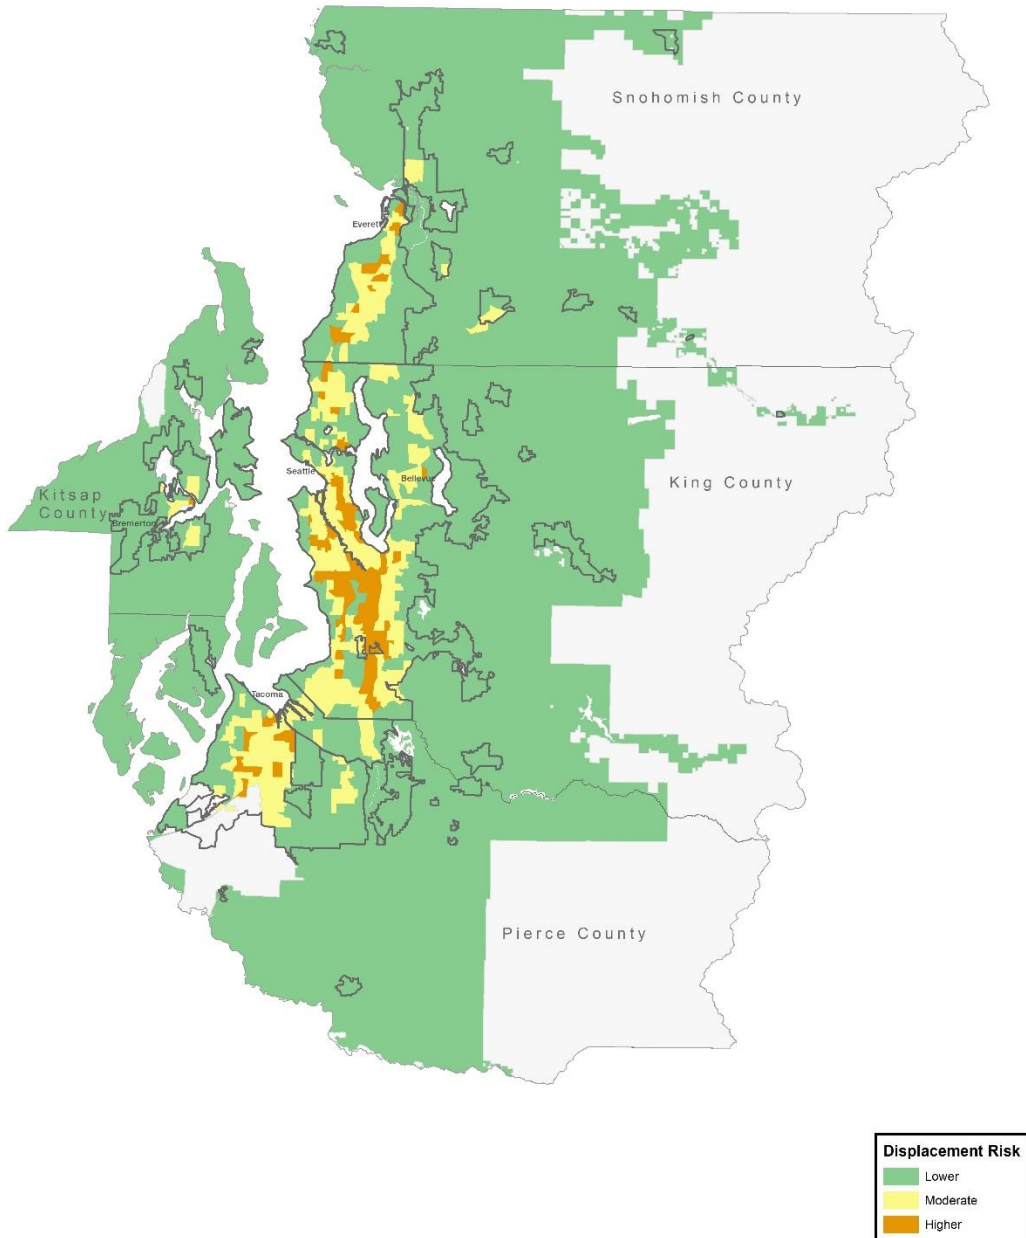 Snohomish County
Everett
Seattle
Bellevue
King County
Kitsap
County
Bremerton
Tacoma
Pierce County
Displacement Risk
Lower
Moderate
Higher